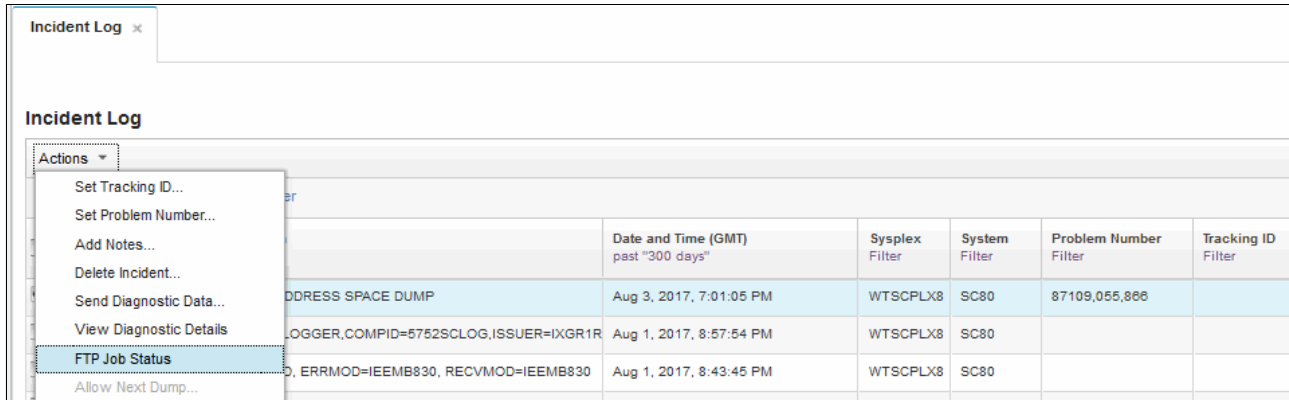 Incident Log ×
Incident Log
Actions
Set Tracking ID...
Set Problem Number...
Add Notes...
Delete Incident...
Send Diagnostic Data...
View Diagnostic Details
FTP Job Status
Allow Next Dump...
er
Date and Time (GMT) Sysplex System Problem Number Tracking ID
past "300 days" Filter Filter Filter Filter
DDRESS SPACE DUMP Aug 3, 2017, 7:01:05 PM WTSCPLX8 SC80 87109,055,866
LOGGER,COMPID=5752SCLOG,ISSUER=IXGR1R Aug 1, 2017, 8:57:54 PM WTSCPLX8 SC80
D, ERRMOD=IEEMB830, RECVMOD=IEEMB830 Aug 1, 2017, 8:43:45 PM WTSCPLX8 SC80